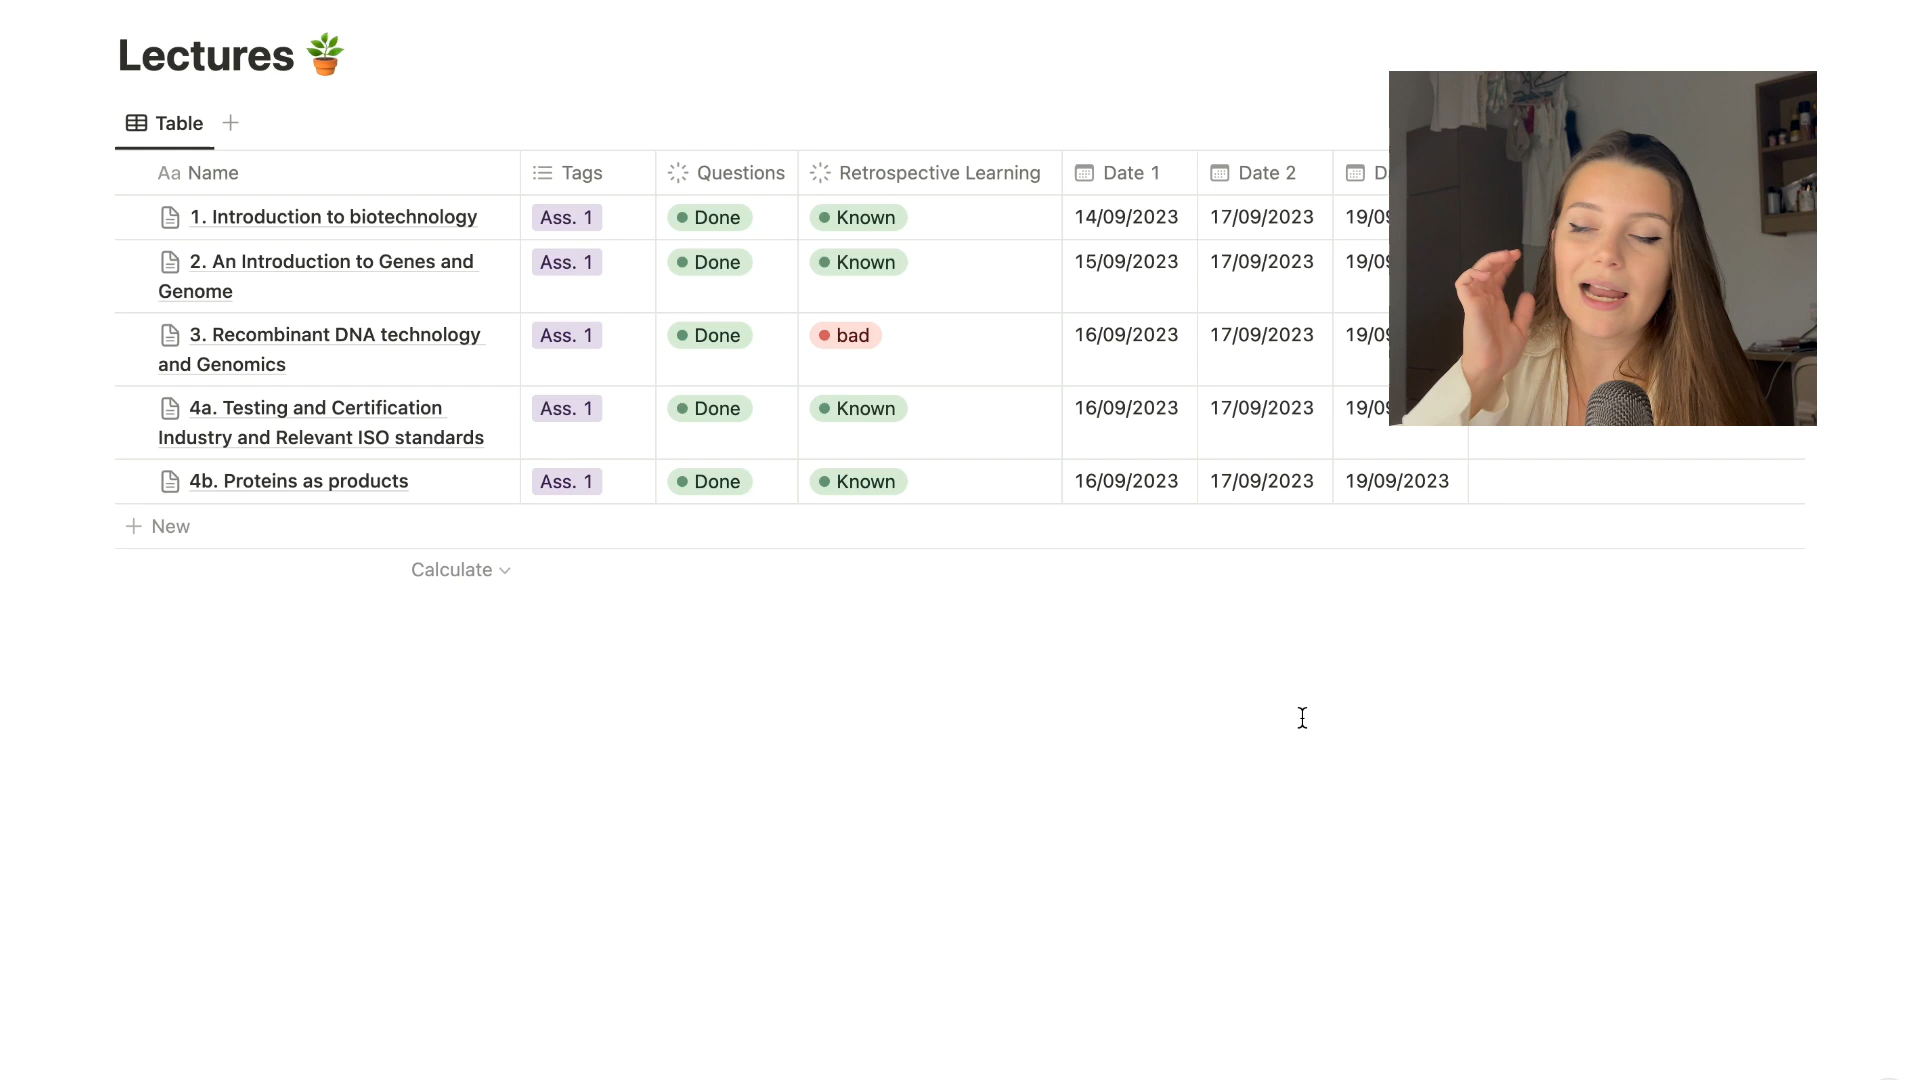 Lectures 🪴
Table
Aa Name Tags Questions Retrospective Learning Date 1 Date 2
1. Introduction to biotechnology Ass. 1 Done Known 14/09/2023 17/09/2023
2. An Introduction to Genes and Ass. 1 Done Known 15/09/2023 17/09/2023
Genome
3. Recombinant DNA technology Ass. 1 Done bad 16/09/2023 17/09/2023
and Genomics
4a. Testing and Certification Ass. 1 Done Known 16/09/2023 17/09/2023
Industry and Relevant ISO standards
4b. Proteins as products Ass. 1 Done Known 16/09/2023 17/09/2023 19/09/2023
New
Calculate